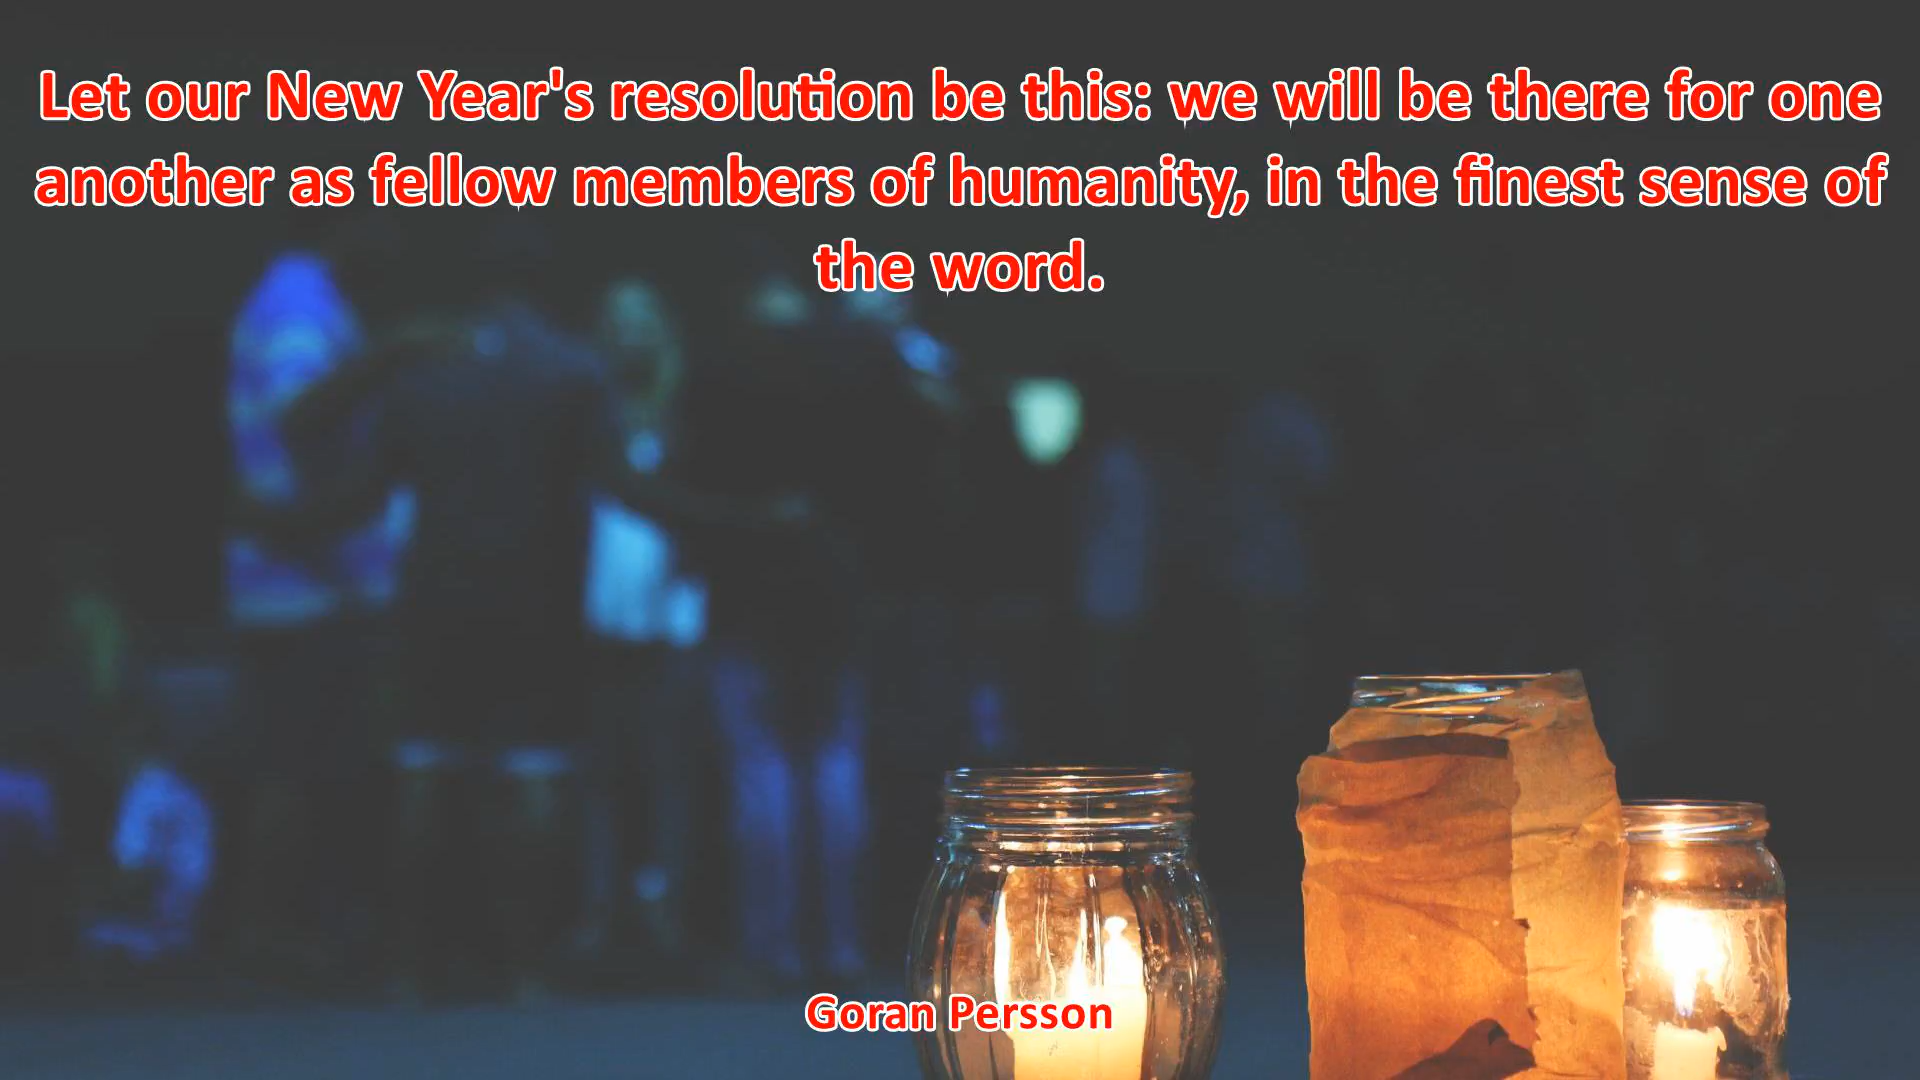 Let our New Year's resolution be this: we will be there for one
another as fellow members of humanity, in the finest sense of
the word.
Goran Persson